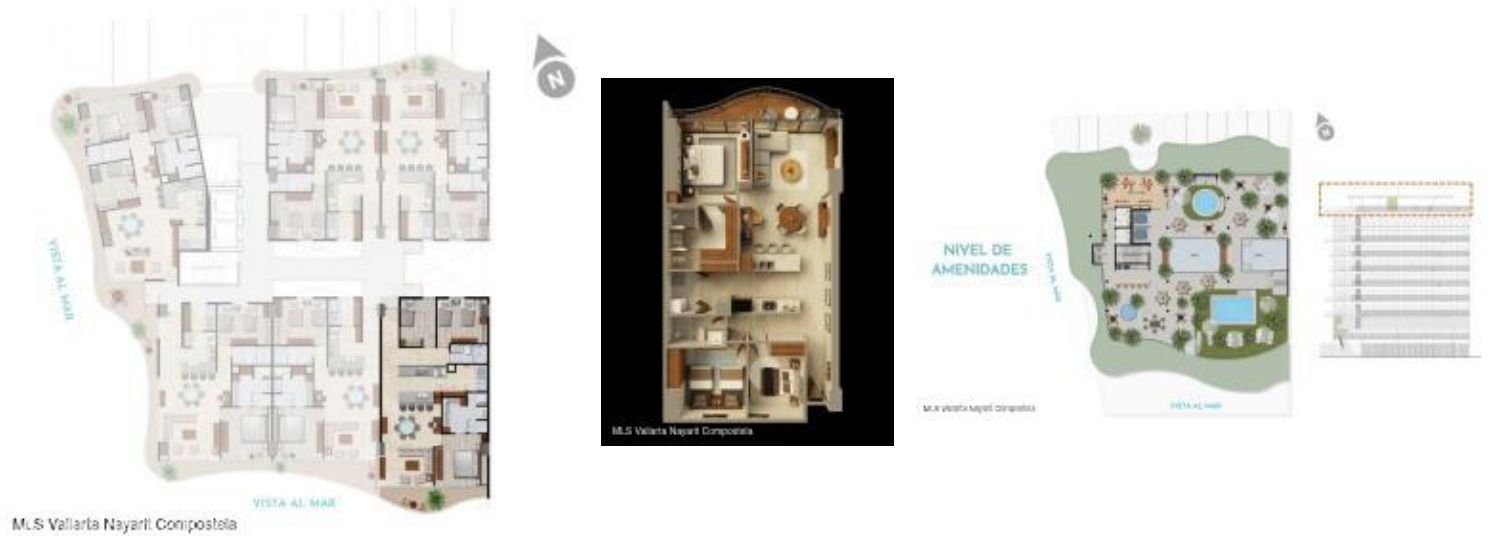 N
VISTA AL MAR
VISTA AL MAR
MLS Vallarta Nayarit Compostela
MLS Vallarta Nayarit Compostela
NIVEL DE
AMENIDADES
VISTA AL MAR
N
MLS Vallarta Nayarit Compostela
VISTA AL MAR